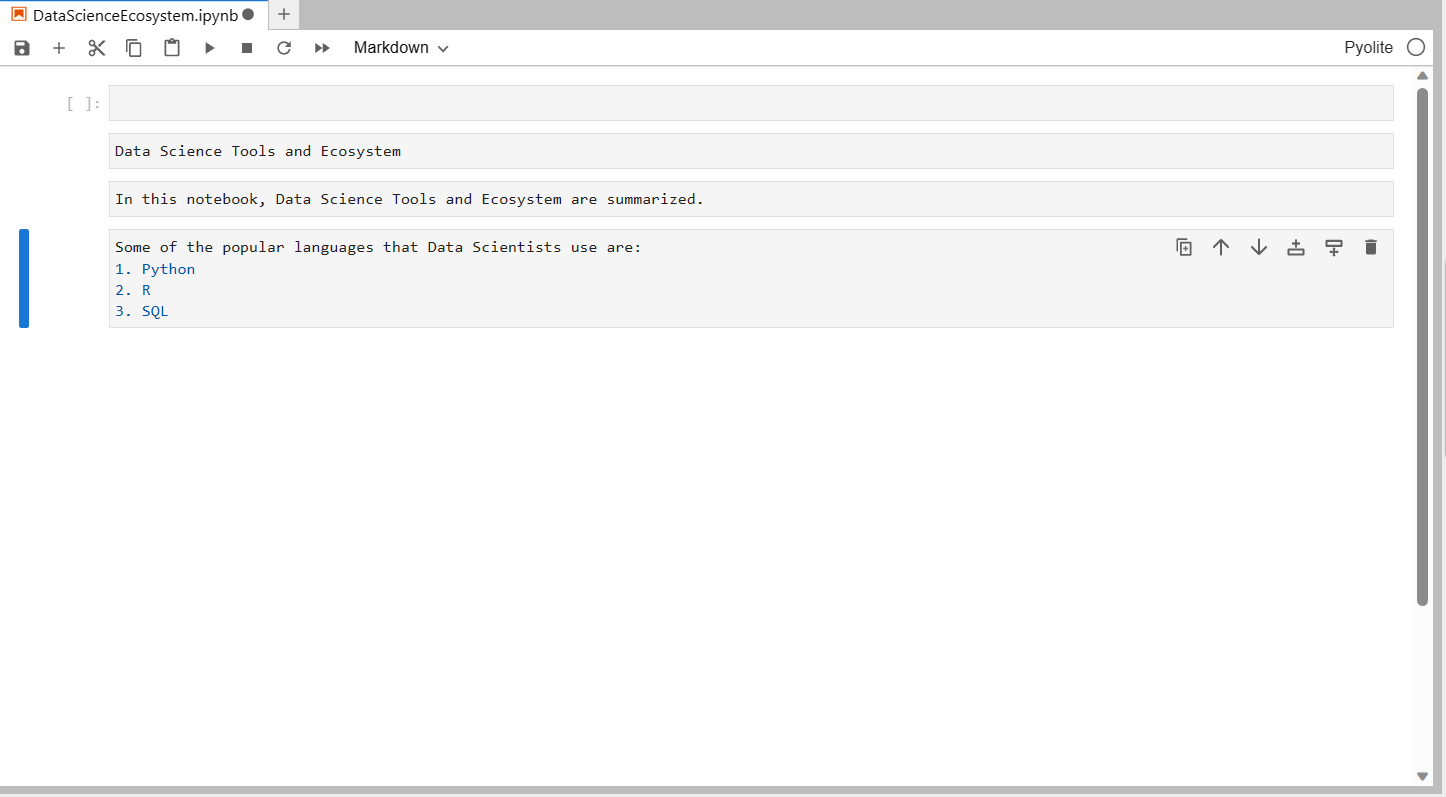 DataScienceEcosystem.ipynb
Markdown
Pyolite
[ ]:
Data Science Tools and Ecosystem
In this notebook, Data Science Tools and Ecosystem are summarized.
Some of the popular languages that Data Scientists use are:
1. Python
2. R
3. SQL